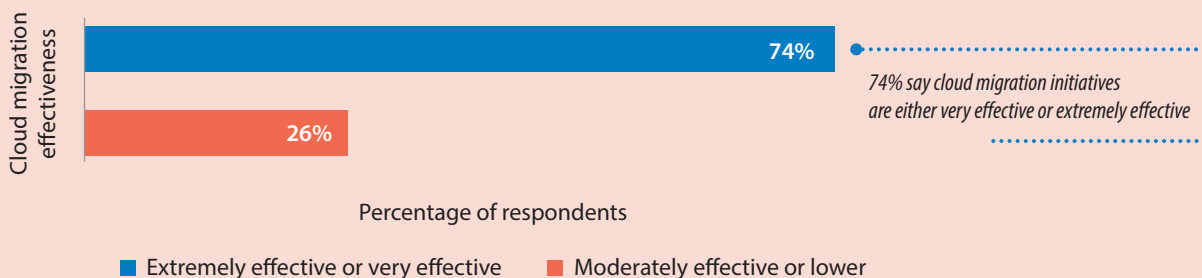 Cloud migration
effectiveness
74%
74% say cloud migration initiatives
are either very effective or extremely effective
26%
Percentage of respondents
Extremely effective or very effective
Moderately effective or lower